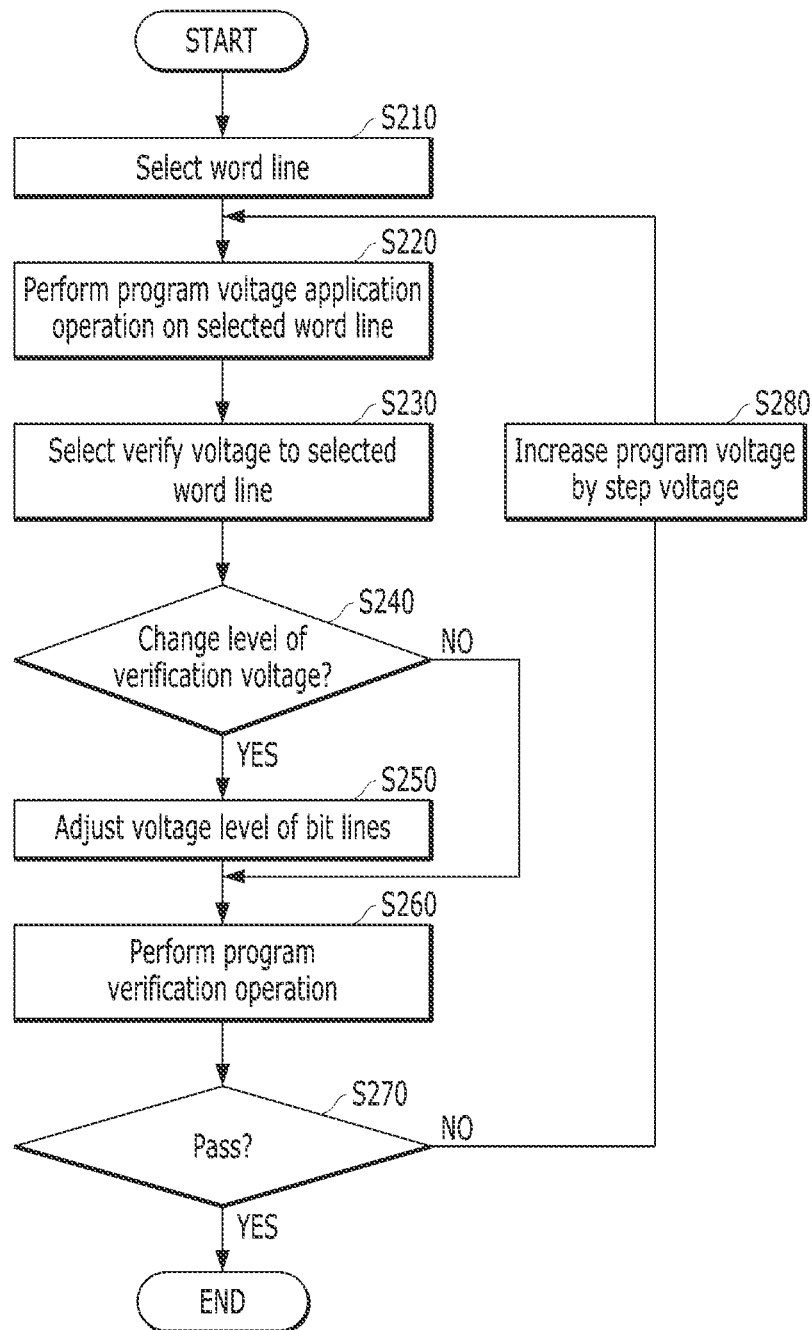 START
S210
Select word line
S220
Perform program voltage application
operation on selected word line
S230
Select verify voltage to selected
word line
S280
Increase program voltage
by step voltage
S240
Change level of
verification voltage?
NO
YES
S250
Adjust voltage level of bit lines
S260
Perform program
verification operation
S270
Pass?
NO
YES
END